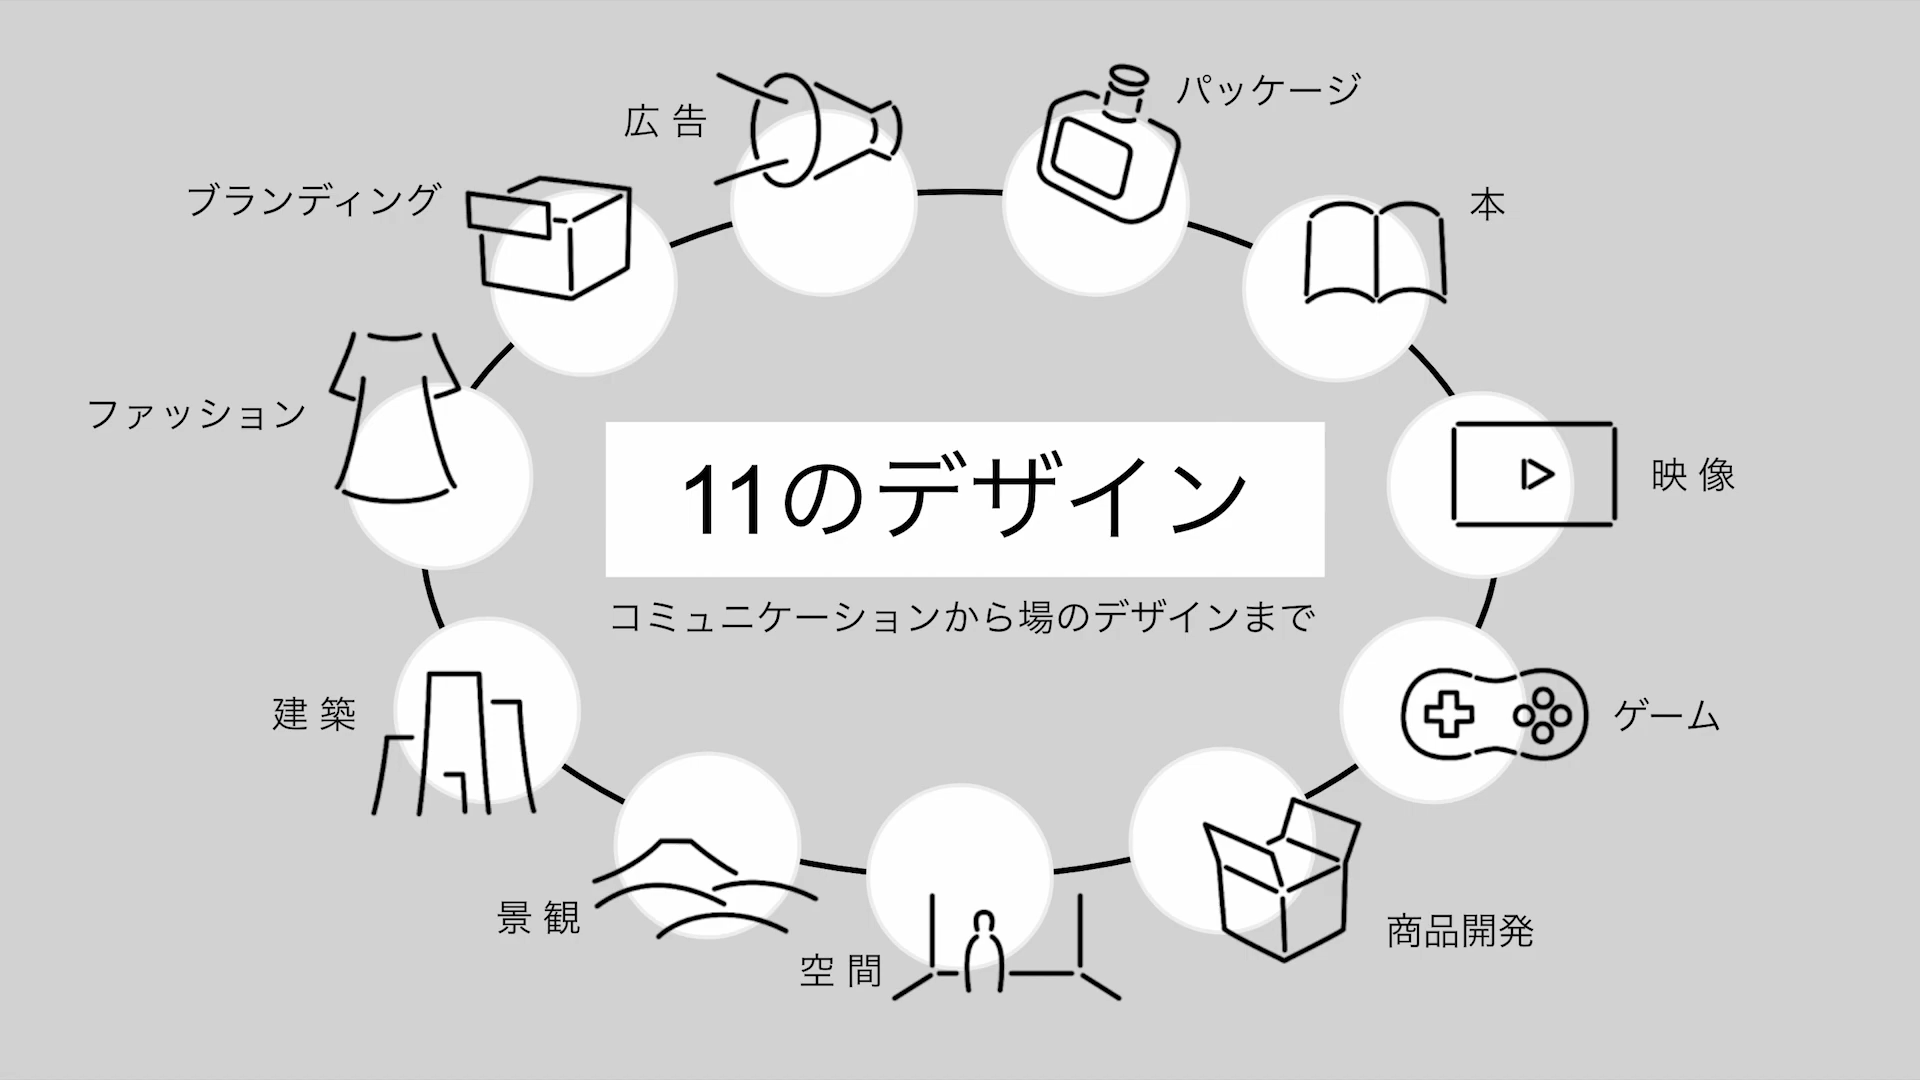 パッケージ
広告
ブランディング
本
ファッション
11のデザイン
映像
コミュニケーションから場のデザインまで
建築
ゲーム
景観
商品開発
空間